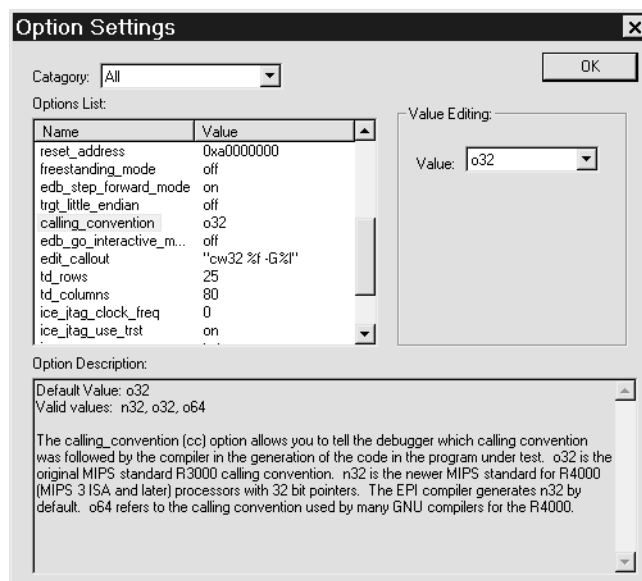 Option Settings
OK
Catagory: All
Options List:
Name Value
reset_address 0xa0000000
freestanding_mode off
edb_step_forward_mode on
trgt_little_endian off
calling_convention o32
edb_go_interactive_m... off
edit_callout "cw32 %f -G%l"
td_rows 25
td_columns 80
ice_jtag_clock_freq 0
ice_jtag_use_trst on
Value Editing:
Value: o32
Option Description:
Default Value: o32
Valid values: n32, o32, o64
The calling_convention (cc) option allows you to tell the debugger which calling convention
was followed by the compiler in the generation of the code in the program under test. o32 is the
original MIPS standard R3000 calling convention. n32 is the newer MIPS standard for R4000
(MIPS 3 ISA and later) processors with 32 bit pointers. The EPI compiler generates n32 by
default. o64 refers to the calling convention used by many GNU compilers for the R4000.